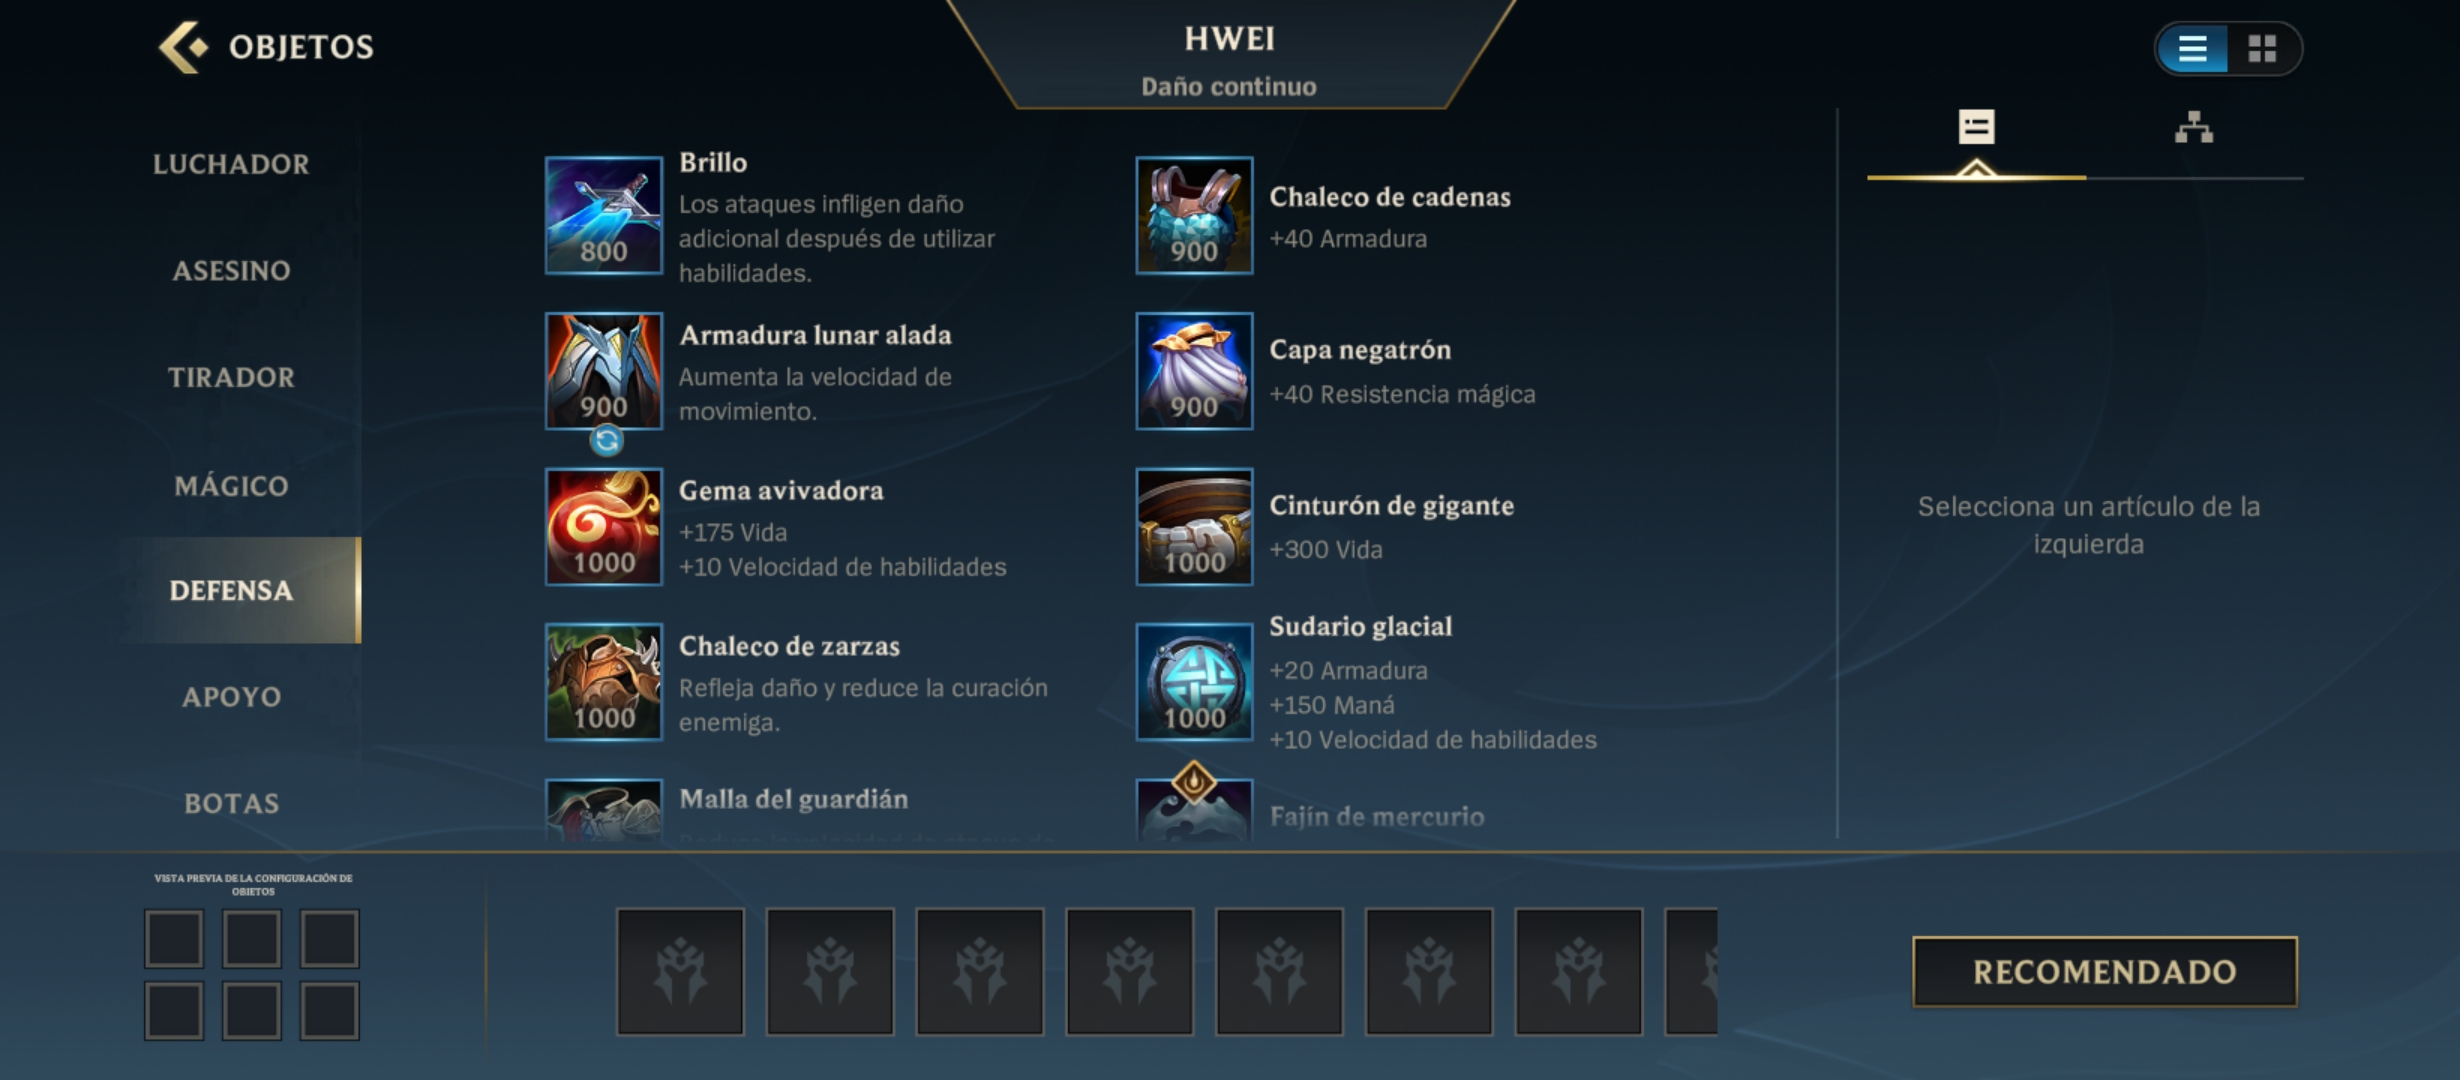 OBJETOS
HWEI
Daño continuo
LUCHADOR
ASESINO
TIRADOR
MÁGICO
DEFENSA
APOYO
BOTAS
800
Brillo
Los ataques infligen daño
adicional después de utilizar
habilidades.
900
Chaleco de cadenas
+40 Armadura
900
Armadura lunar alada
Aumenta la velocidad de
movimiento.
900
Capa negatrón
+40 Resistencia mágica
1000
Gema avivadora
+175 Vida
+10 Velocidad de habilidades
1000
Cinturón de gigante
+300 Vida
1000
Chaleco de zarzas
Refleja daño y reduce la curación
enemiga.
1000
Sudario glacial
+20 Armadura
+150 Maná
+10 Velocidad de habilidades
Malla del guardián
Fajín de mercurio
Selecciona un artículo de la
izquierda
VISTA PREVIA DE LA CONFIGURACIÓN DE
OBJETOS
RECOMENDADO